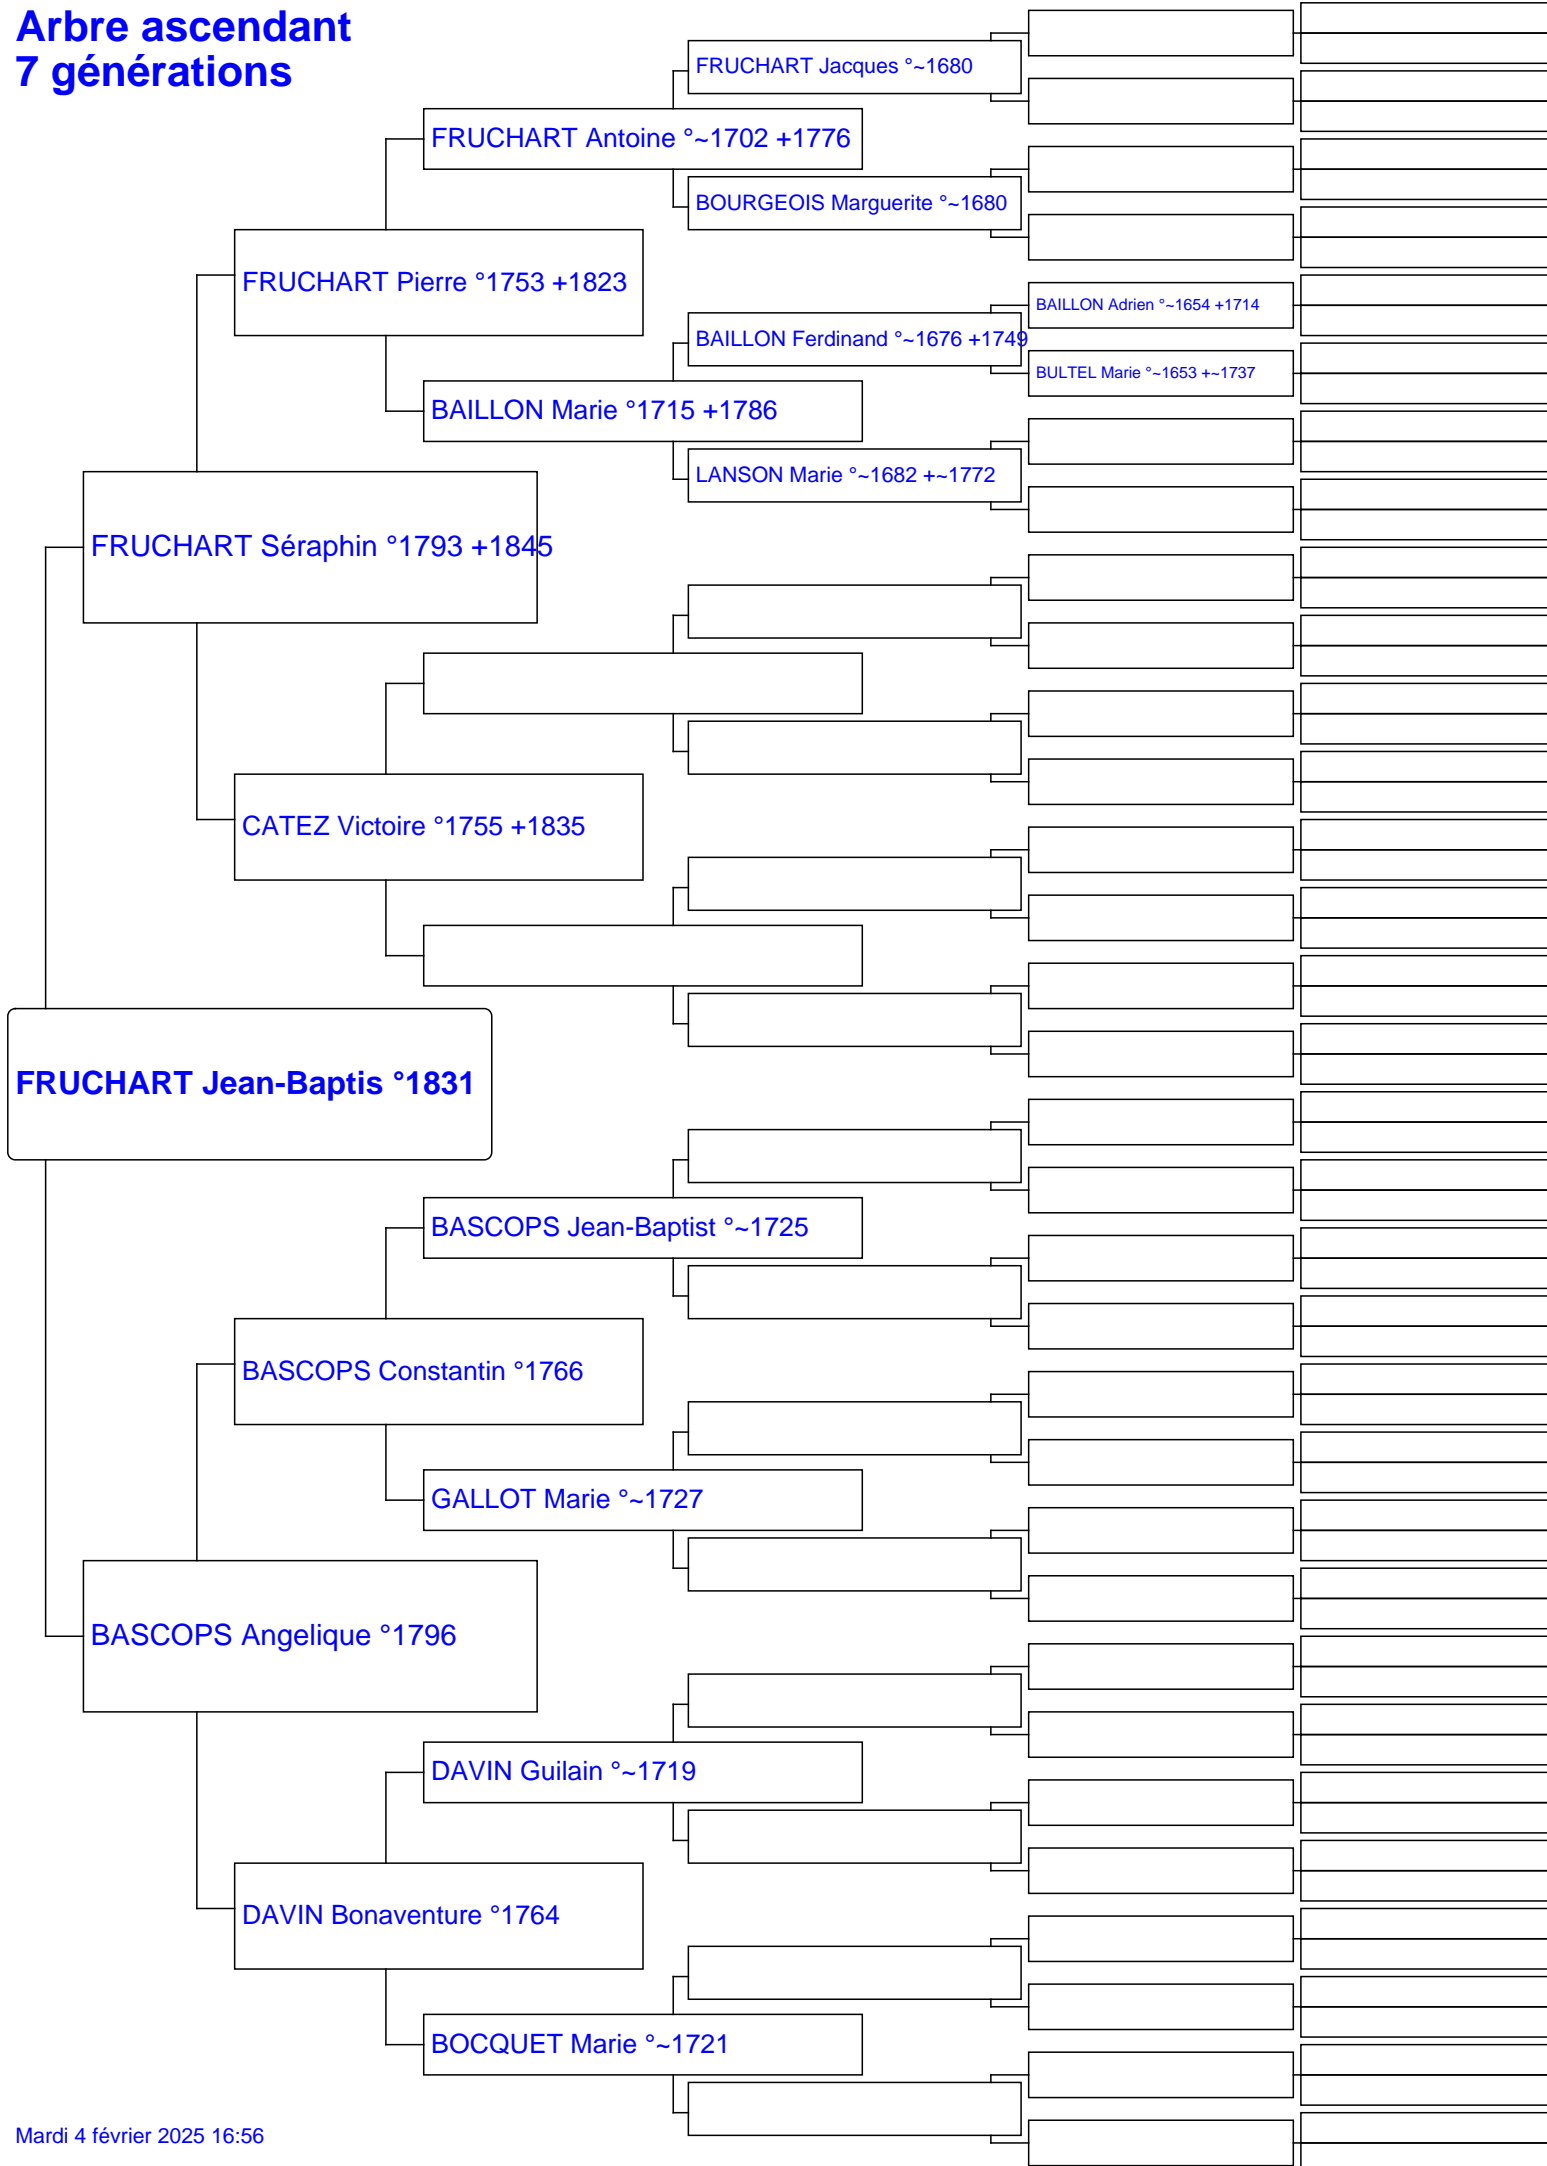 Arbre ascendant
7 générations
FRUCHART Jacques °~1680
FRUCHART Antoine °~1702 +1776
BOURGEOIS Marguerite °~1680
FRUCHART Pierre °1753 +1823
BAILLON Adrien °~1654 +1714
BAILLON Ferdinand °~1676 +1749
BULTEL Marie °~1653 +~1737
BAILLON Marie °1715 +1786
LANSON Marie °~1682 +~1772
FRUCHART Séraphin °1793 +1845
CATEZ Victoire °1755 +1835
FRUCHART Jean-Baptis °1831
BASCOPS Jean-Baptist °~1725
BASCOPS Constantin °1766
GALLOT Marie °~1727
BASCOPS Angelique °1796
DAVIN Guilain °~1719
DAVIN Bonaventure °1764
BOCQUET Marie °~1721
Mardi 4 février 2025 16:56